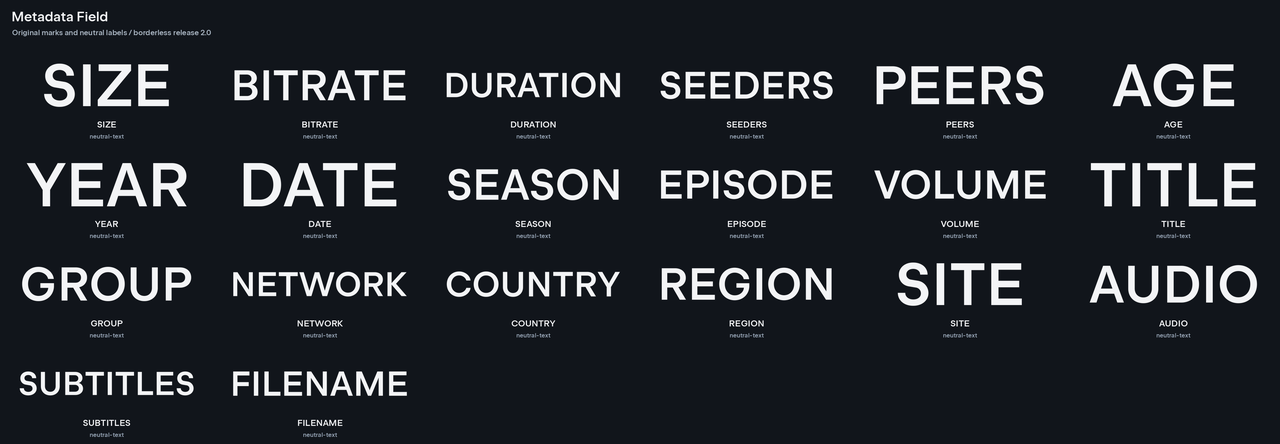 Metadata Field
Original marks and neutral labels / borderless release 2.0
SIZE BITRATE DURATION SEEDERS PEERS AGE
SIZE BITRATE DURATION SEEDERS PEERS AGE
neutral-text neutral-text neutral-text neutral-text neutral-text neutral-text
YEAR DATE SEASON EPISODE VOLUME TITLE
YEAR DATE SEASON EPISODE VOLUME TITLE
neutral-text neutral-text neutral-text neutral-text neutral-text neutral-text
GROUP NETWORK COUNTRY REGION SITE AUDIO
GROUP NETWORK COUNTRY REGION SITE AUDIO
neutral-text neutral-text neutral-text neutral-text neutral-text neutral-text
SUBTITLES FILENAME
SUBTITLES FILENAME
neutral-text neutral-text